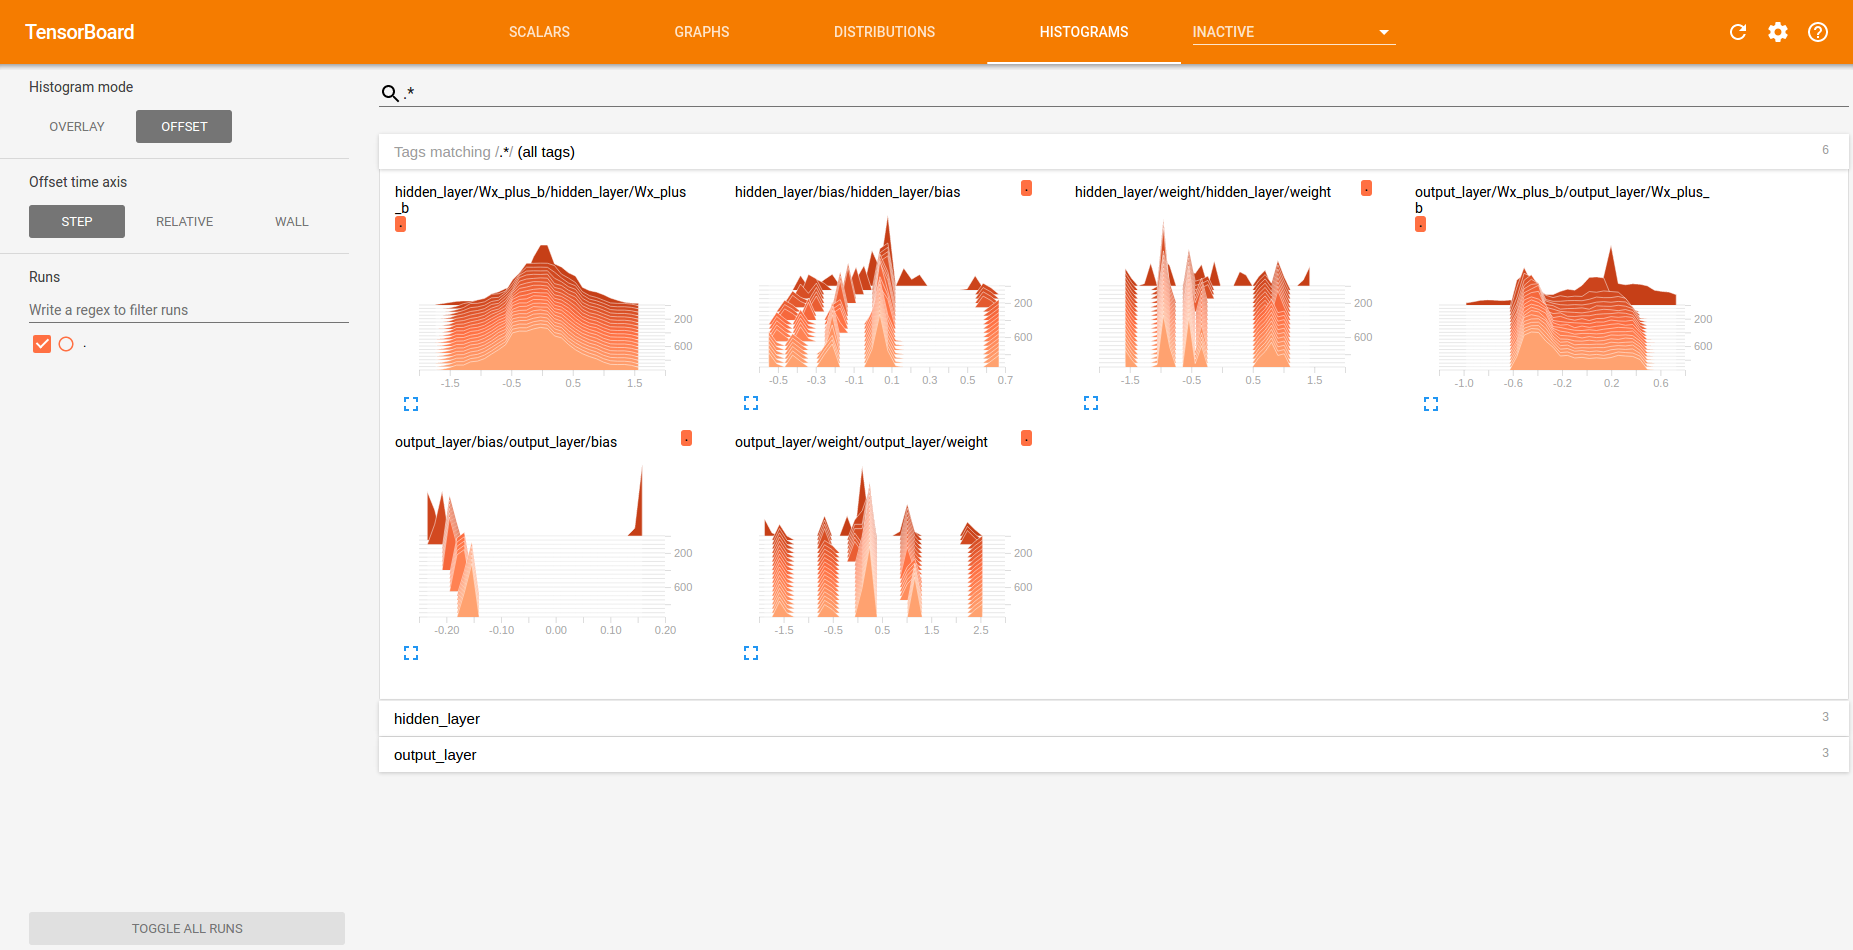 TensorBoard
SCALARS
GRAPHS
DISTRIBUTIONS
HISTOGRAMS
INACTIVE
Histogram mode
OVERLAY
OFFSET
Offset time axis
STEP
RELATIVE
WALL
Runs
Write a regex to filter runs
.
TOGGLE ALL RUNS
.*
Tags matching /.*/ (all tags)
6
hidden_layer/Wx_plus_b/hidden_layer/Wx_plus
_b
.
200
600
-1.5 -0.5 0.5 1.5
hidden_layer/bias/hidden_layer/bias
.
200
600
-0.5 -0.3 -0.1 0.1 0.3 0.5 0.7
hidden_layer/weight/hidden_layer/weight
.
200
600
-1.5 -0.5 0.5 1.5
output_layer/Wx_plus_b/output_layer/Wx_plus_
b
.
200
600
-1.0 -0.6 -0.2 0.2 0.6
output_layer/bias/output_layer/bias
.
200
600
-0.20 -0.10 0.00 0.10 0.20
output_layer/weight/output_layer/weight
.
200
600
-1.5 -0.5 0.5 1.5 2.5
hidden_layer
3
output_layer
3